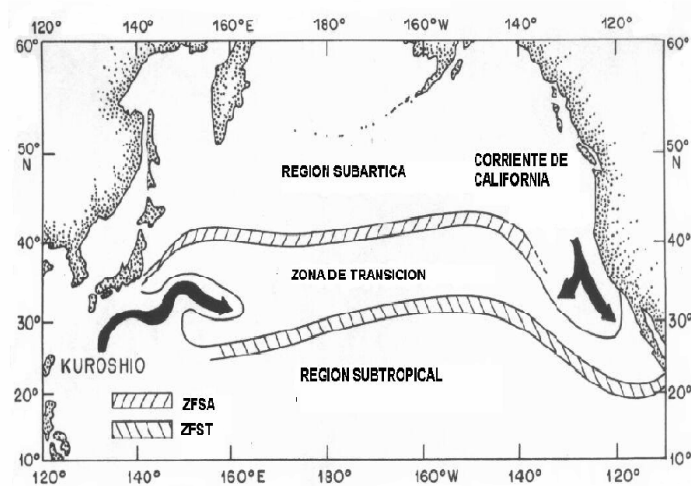 120° 140° 160°E 180° 160°W 140° 120°
60° 60°
50° N 50° N
REGION SUBARTICA
CORRIENTE DE
CALIFORNIA
40° 40°
ZONA DE TRANSICION
30° 30°
KUROSHIO
REGION SUBTROPICAL
20° 20°
ZFSA
ZFST
10° 10°
120° 140° 160°E 180° 160°W 140° 120°